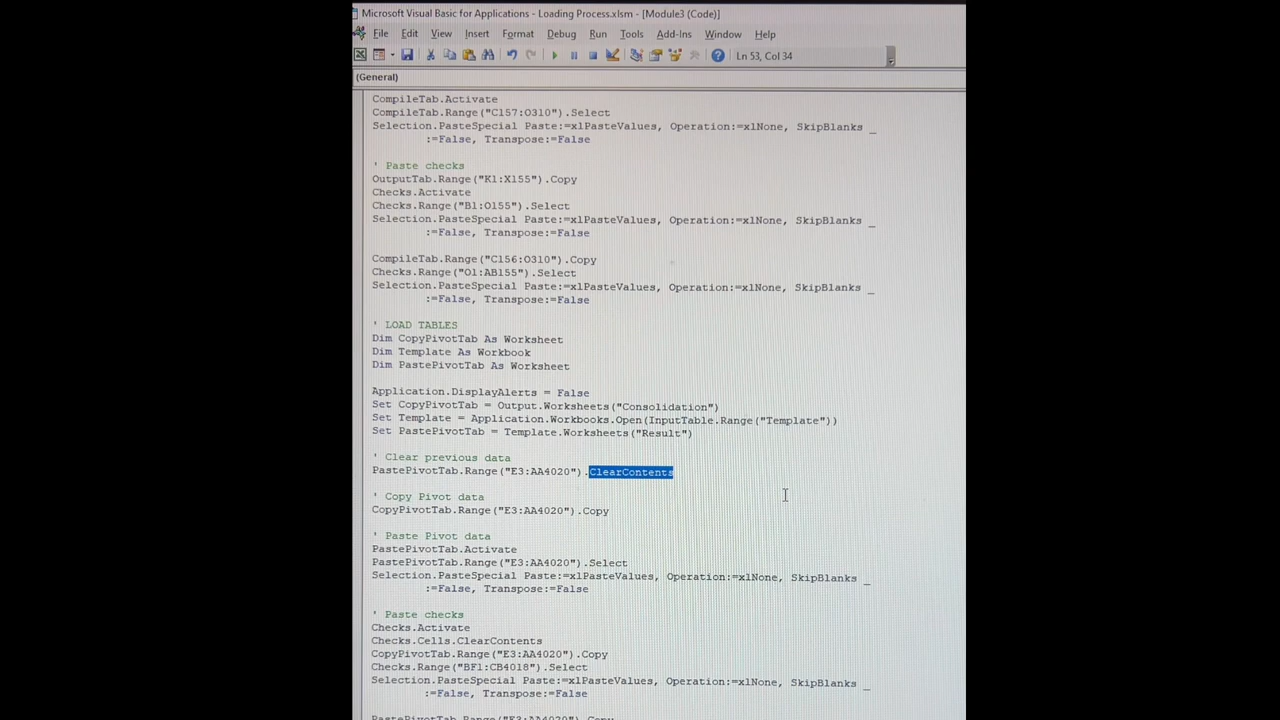 Microsoft Visual Basic for Applications - Loading Process.xlsm - [Module3 (Code)]
File Edit View Insert Format Debug Run Tools Add-Ins Window Help
Ln 53, Col 34
(General)
CompileTab.Activate
CompileTab.Range("C157:O310").Select
Selection.PasteSpecial Paste:=xlPasteValues, Operation:=xlNone, SkipBlanks _
:=False, Transpose:=False
' Paste checks
OutputTab.Range("K1:X155").Copy
Checks.Activate
Checks.Range("B1:O155").Select
Selection.PasteSpecial Paste:=xlPasteValues, Operation:=xlNone, SkipBlanks _
:=False, Transpose:=False
CompileTab.Range("C156:O310").Copy
Checks.Range("O1:AB155").Select
Selection.PasteSpecial Paste:=xlPasteValues, Operation:=xlNone, SkipBlanks _
:=False, Transpose:=False
' LOAD TABLES
Dim CopyPivotTab As Worksheet
Dim Template As Workbook
Dim PastePivotTab As Worksheet
Application.DisplayAlerts = False
Set CopyPivotTab = Output.Worksheets("Consolidation")
Set Template = Application.Workbooks.Open(InputTable.Range("Template"))
Set PastePivotTab = Template.Worksheets("Result")
' Clear previous data
PastePivotTab.Range("E3:AA4020").ClearContents
' Copy Pivot data
CopyPivotTab.Range("E3:AA4020").Copy
' Paste Pivot data
PastePivotTab.Activate
PastePivotTab.Range("E3:AA4020").Select
Selection.PasteSpecial Paste:=xlPasteValues, Operation:=xlNone, SkipBlanks _
:=False, Transpose:=False
' Paste checks
Checks.Activate
Checks.Cells.ClearContents
CopyPivotTab.Range("E3:AA4020").Copy
Checks.Range("BF1:CB4018").Select
Selection.PasteSpecial Paste:=xlPasteValues, Operation:=xlNone, SkipBlanks _
:=False, Transpose:=False
PastePivotTab.Range("E3:AA4020").Copy